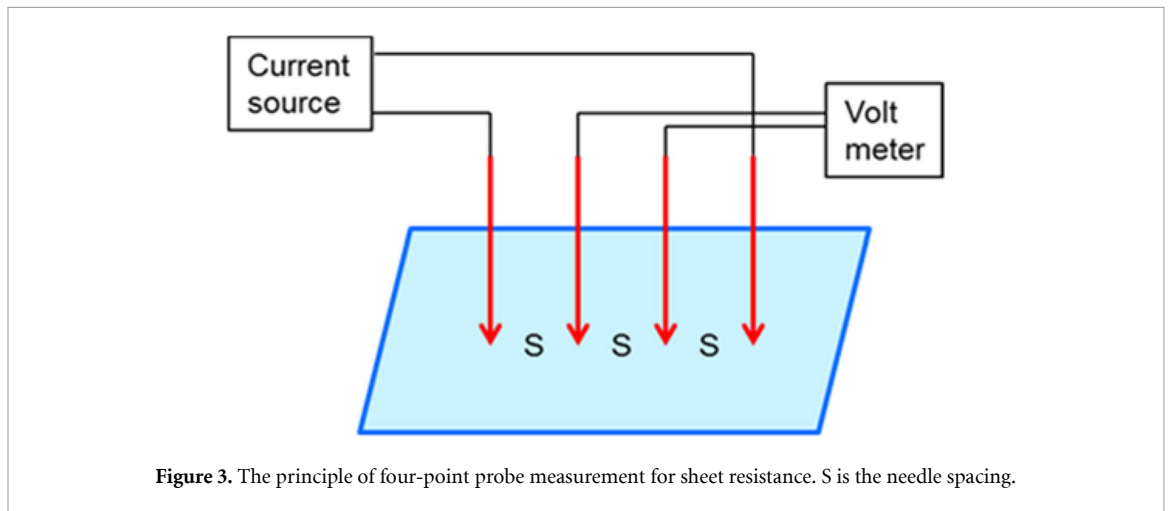 Current
source
Volt
meter
S S S
Figure 3. The principle of four-point probe measurement for sheet resistance. S is the needle spacing.